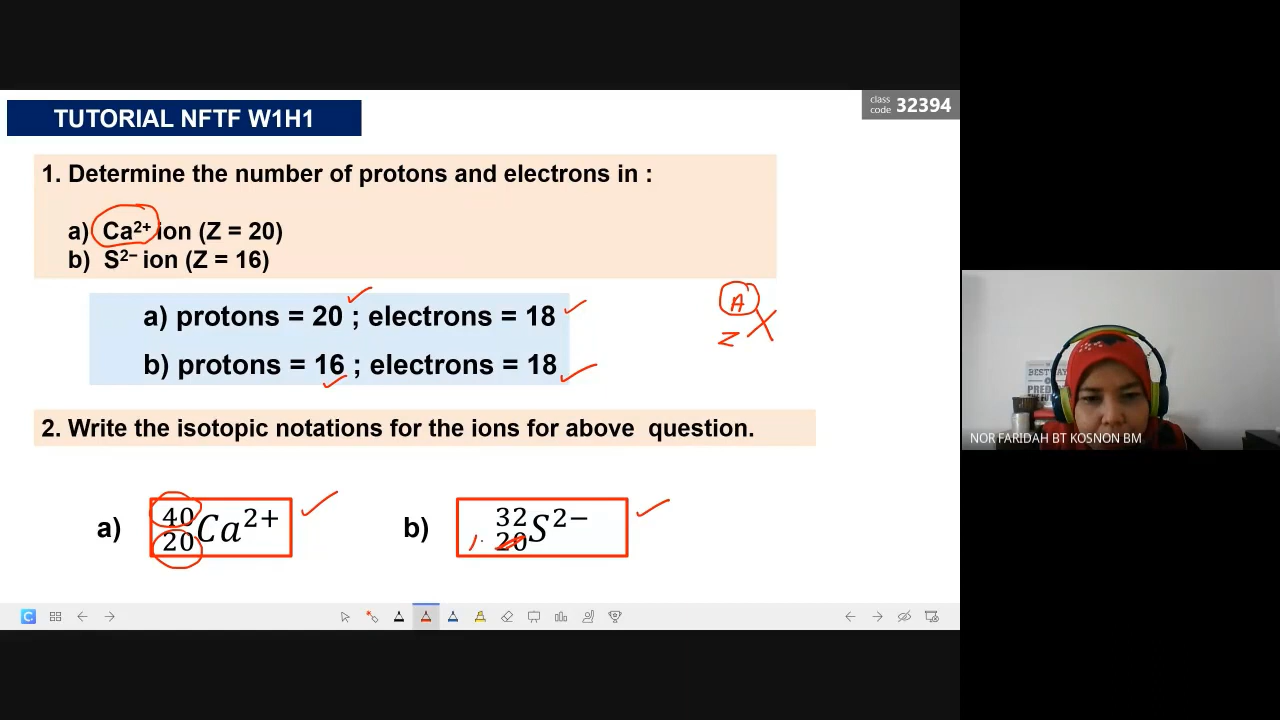 TUTORIAL NFTF W1H1
class code 32394
1. Determine the number of protons and electrons in :
a) Ca²⁺ ion (Z = 20)
b) S²⁻ ion (Z = 16)
a) protons = 20 ; electrons = 18
b) protons = 16 ; electrons = 18
A
Z X
2. Write the isotopic notations for the ions for above question.
a) ⁴⁰₂₀Ca²⁺ b) ³²₂₀S²⁻
NOR FARIDAH BT KOSNON BM